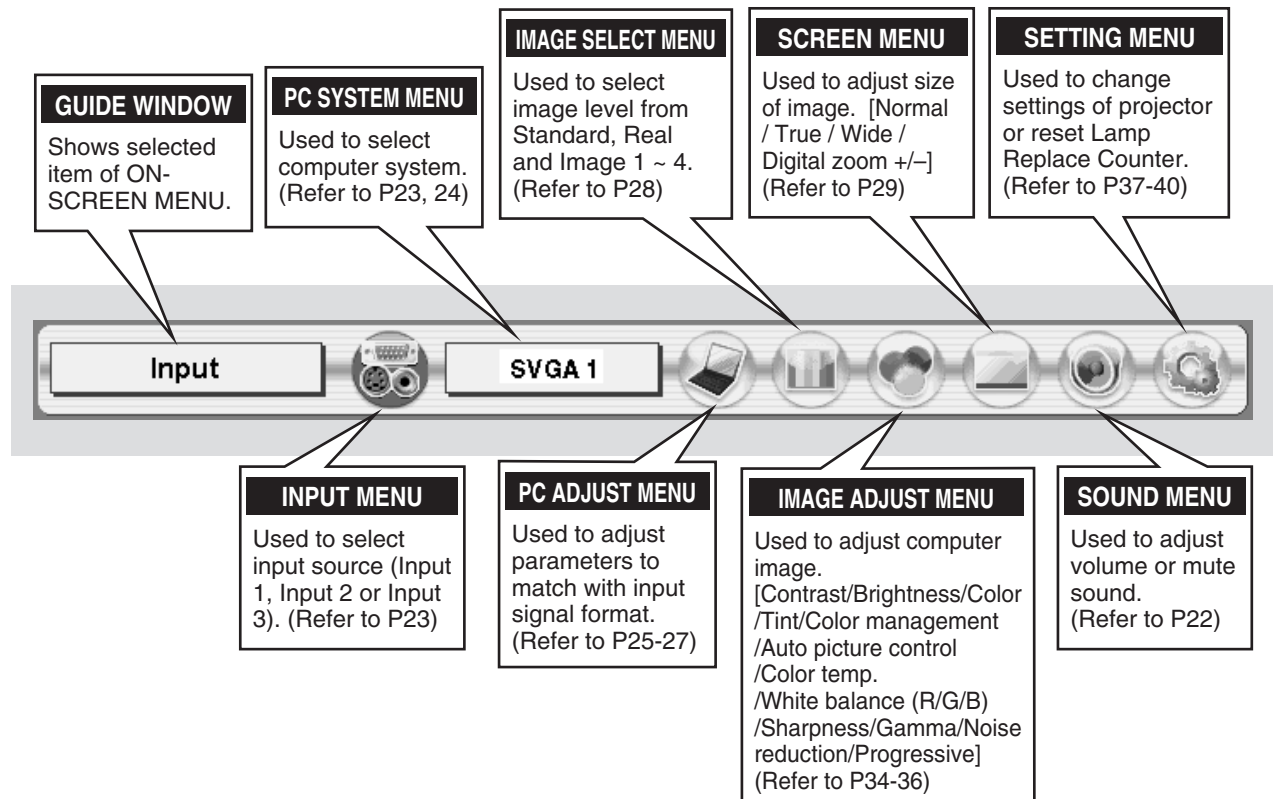 GUIDE WINDOW
Shows selected
item of ON-
SCREEN MENU.
PC SYSTEM MENU
Used to select
computer system.
(Refer to P23, 24)
IMAGE SELECT MENU
Used to select
image level from
Standard, Real
and Image 1 ~ 4.
(Refer to P28)
SCREEN MENU
Used to adjust size
of image.  [Normal
/ True / Wide /
Digital zoom +/–]
(Refer to P29)
SETTING MENU
Used to change
settings of projector
or reset Lamp
Replace Counter.
(Refer to P37-40)
Input
SVGA 1
INPUT MENU
Used to select
input source (Input
1, Input 2 or Input
3). (Refer to P23)
PC ADJUST MENU
Used to adjust
parameters to
match with input
signal format.
(Refer to P25-27)
IMAGE ADJUST MENU
Used to adjust computer
image.
[Contrast/Brightness/Color
/Tint/Color management
/Auto picture control
/Color temp.
/White balance (R/G/B)
/Sharpness/Gamma/Noise
reduction/Progressive]
(Refer to P34-36)
SOUND MENU
Used to adjust
volume or mute
sound.
(Refer to P22)